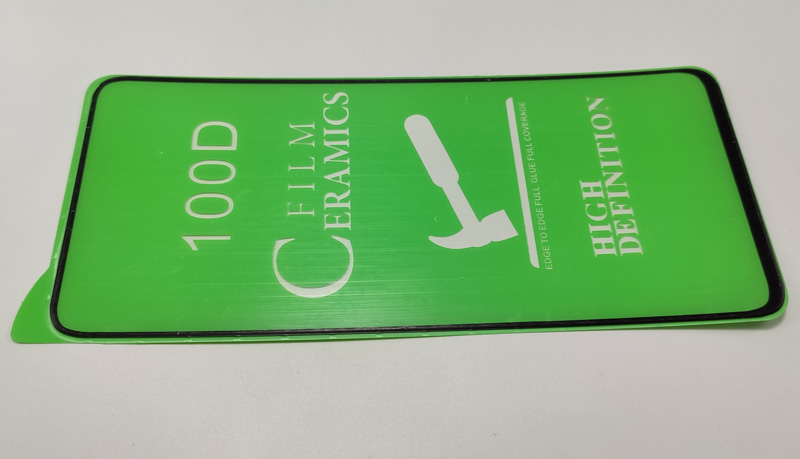 100D
FILM
CERAMICS
EDGE TO EDGE FULL GLUE FULL COVERAGE
HIGH
DEFINITION